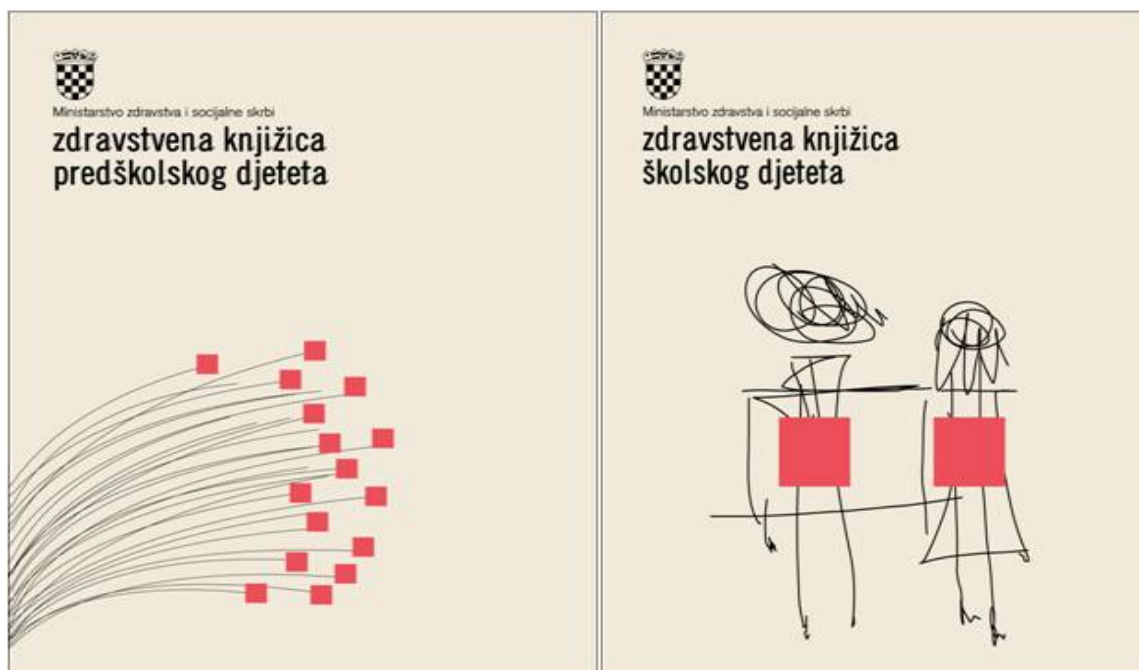 Ministarstvo zdravstva i socijalne skrbi
zdravstvena knjižica
predškolskog djeteta
Ministarstvo zdravstva i socijalne skrbi
zdravstvena knjižica
školskog djeteta